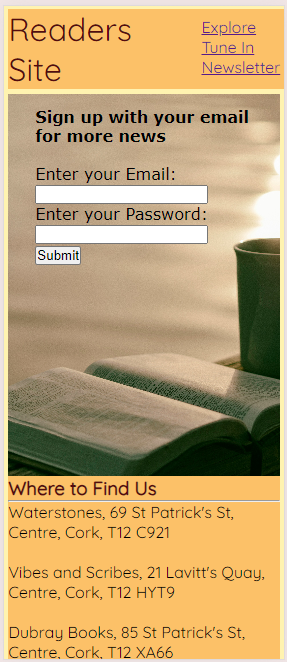 Readers
Site
Explore
Tune In
Newsletter
Sign up with your email
for more news
Enter your Email:
Enter your Password:
Submit
Where to Find Us
Waterstones, 69 St Patrick's St,
Centre, Cork, T12 C921
Vibes and Scribes, 21 Lavitt's Quay,
Centre, Cork, T12 HYT9
Dubray Books, 85 St Patrick's St,
Centre, Cork, T12 XA66